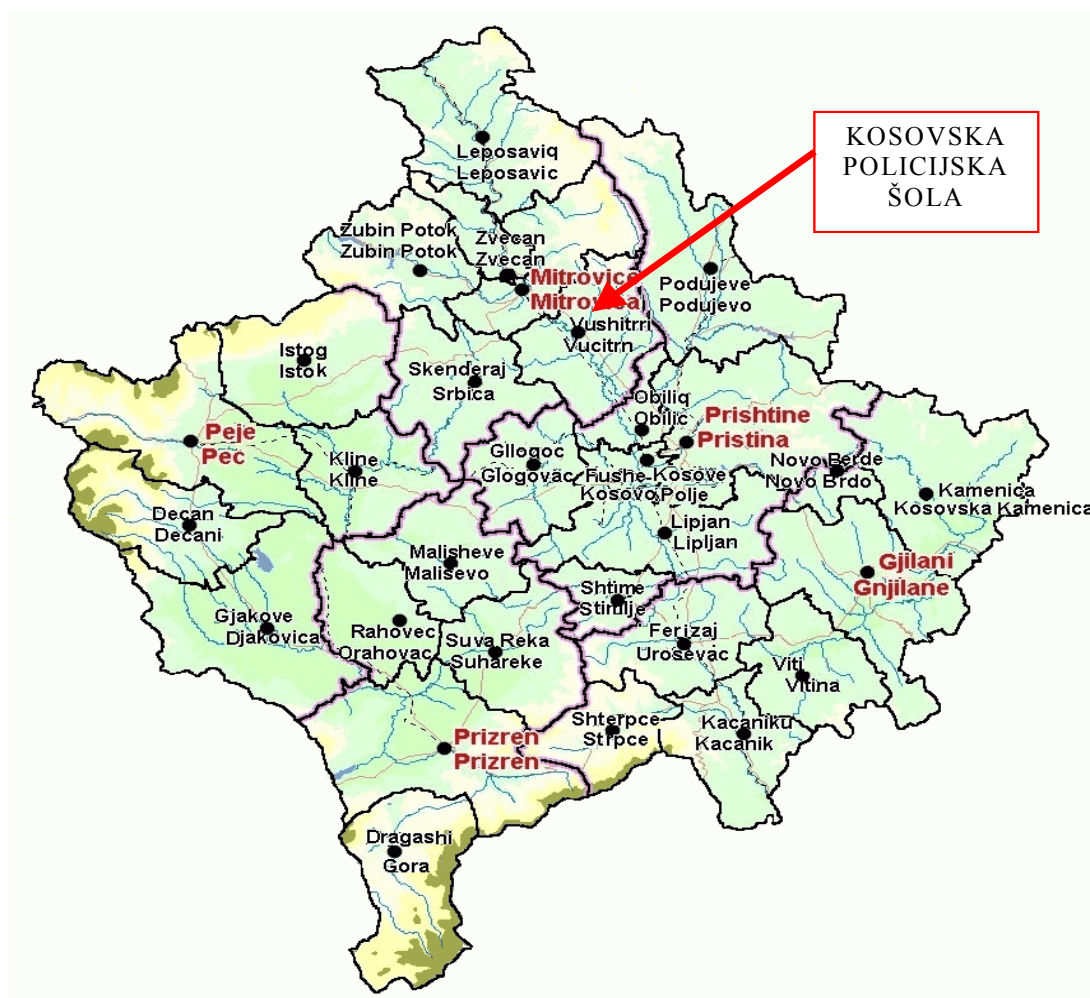 KOSOVSKA
POLICIJSKA
ŠOLA
Leposaviq
Leposavic
Zubin Potok
Zubin Potok
Zvecan
Zvecan
Mitrovice
Mitrovica
Podujeve
Podujevo
Vushitrri
Vucitrn
Istog
Istok
Skenderaj
Srbica
Obiliq
Obilic
Prishtine
Pristina
Peje
Pec
Kline
Kline
Gllogoc
Glogovac
Fushe-Kosove
Kosovo Polje
Novo Berde
Novo Brdo
Kamenica
Kosovska Kamenica
Decan
Decani
Lipjan
Lipljan
Malisheve
Malisevo
Gjilani
Gnjilane
Shtime
Stimlje
Gjakove
Djakovica
Rahovec
Orahovac
Suva Reka
Suhareke
Ferizaj
Urosevac
Viti
Vitina
Shterpce
Strpce
Kacaniku
Kacanik
Prizren
Prizren
Dragashi
Gora